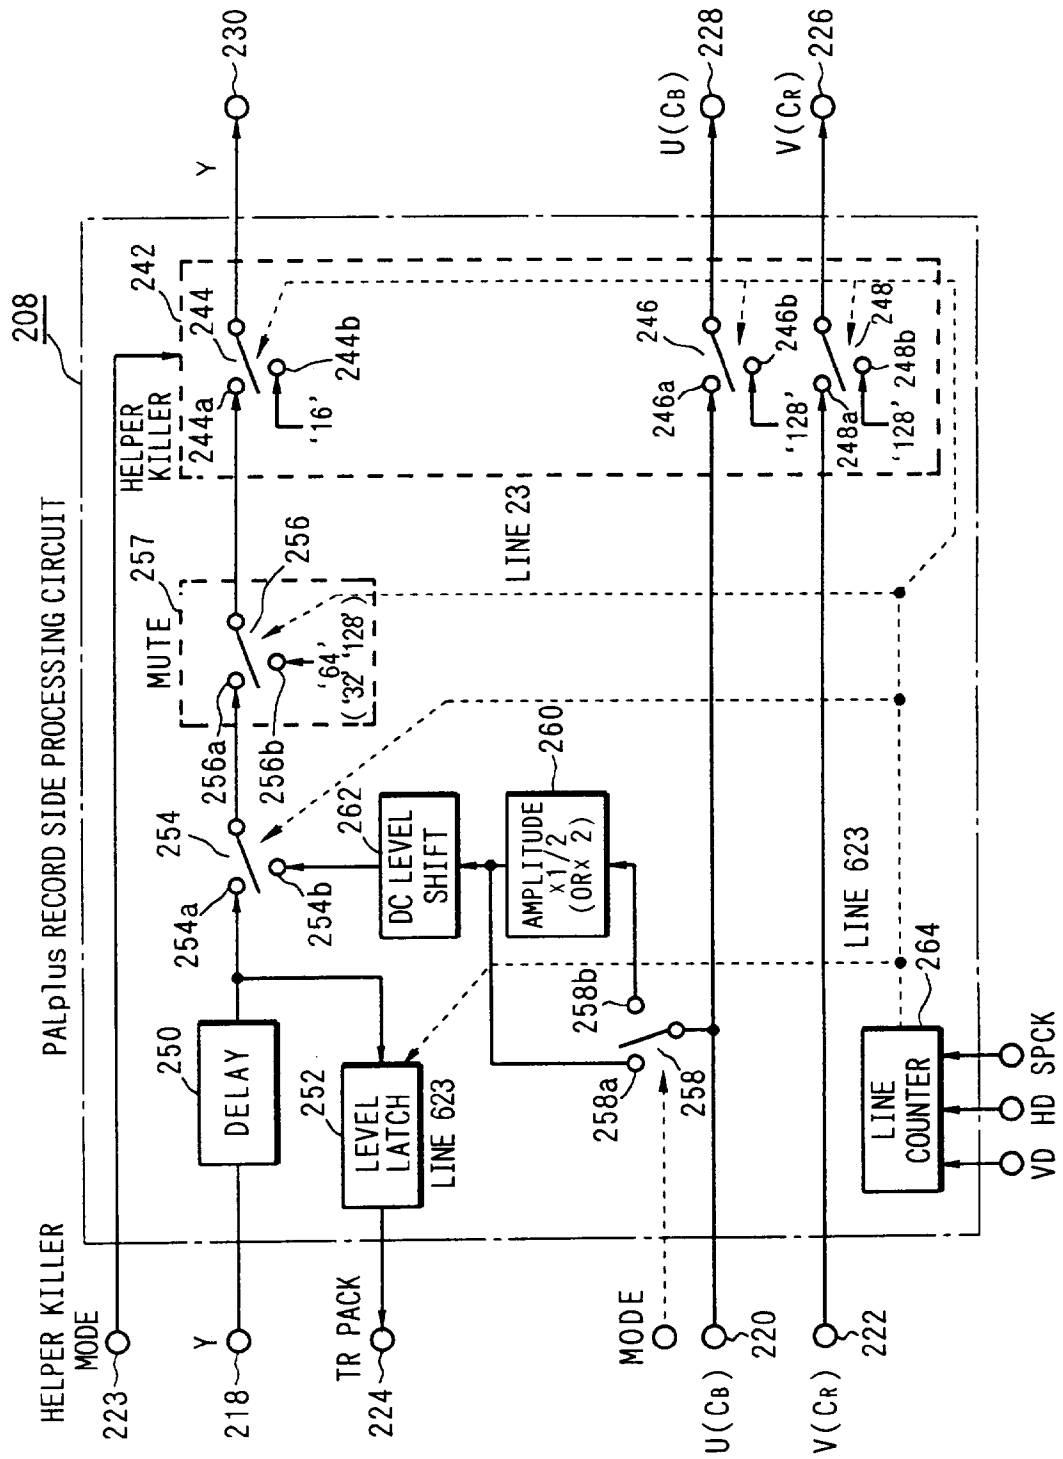 PALplus RECORD SIDE PROCESSING CIRCUIT
208
HELPER KILLER
MODE
223
HELPER
KILLER
242
Y
218
DELAY
250
254a
254
254b
MUTE
257
256a
256
256b
'64'
('32' '128')
244a
244
244b
'16'
Y
230
TR PACK
224
LEVEL
LATCH
252
LINE 623
DC LEVEL
SHIFT
262
AMPLITUDE
x1/2
(ORx 2)
260
LINE 23
MODE
258a
258b
258
U(CB)
220
246a
246
246b
'128'
U(CB)
228
V(CR)
222
248a
248
248b
'128'
V(CR)
226
LINE 623
LINE
COUNTER
264
VD HD SPCK